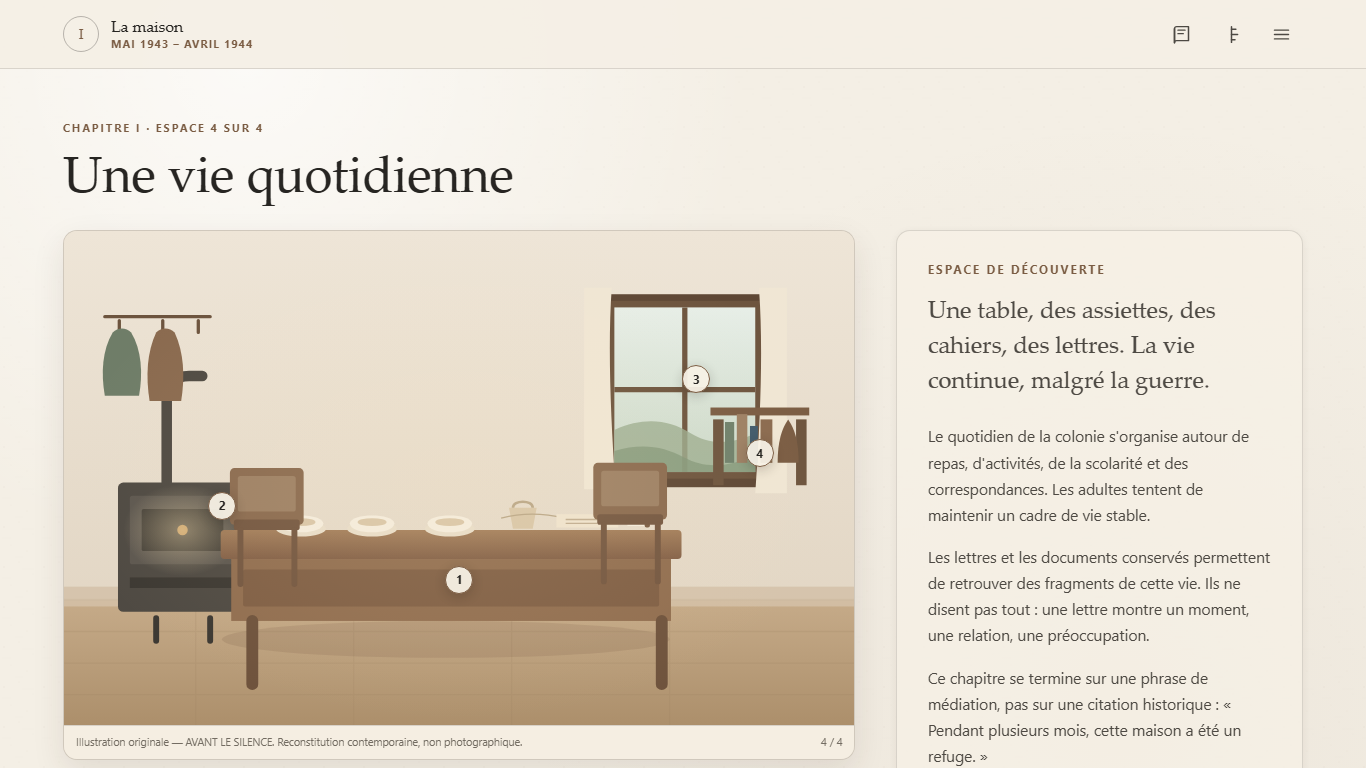 I
La maison
MAI 1943 – AVRIL 1944
CHAPITRE I · ESPACE 4 SUR 4
Une vie quotidienne
3
4
2
1
Illustration originale — AVANT LE SILENCE. Reconstitution contemporaine, non photographique.
4 / 4
ESPACE DE DÉCOUVERTE
Une table, des assiettes, des
cahiers, des lettres. La vie
continue, malgré la guerre.
Le quotidien de la colonie s'organise autour de
repas, d'activités, de la scolarité et des
correspondances. Les adultes tentent de
maintenir un cadre de vie stable.
Les lettres et les documents conservés permettent
de retrouver des fragments de cette vie. Ils ne
disent pas tout : une lettre montre un moment,
une relation, une préoccupation.
Ce chapitre se termine sur une phrase de
médiation, pas sur une citation historique : «
Pendant plusieurs mois, cette maison a été un
refuge. »